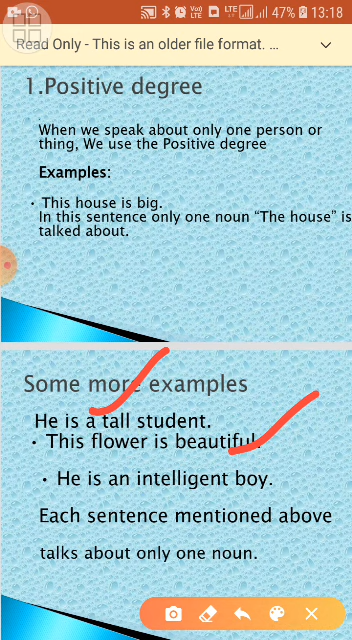 47% 13:18
Read Only - This is an older file format. ...
1.Positive degree
When we speak about only one person or
thing, We use the Positive degree
Examples:
• This house is big.
In this sentence only one noun “The house” is
talked about.
Some more examples
He is a tall student.
• This flower is beautiful.
• He is an intelligent boy.
Each sentence mentioned above
talks about only one noun.